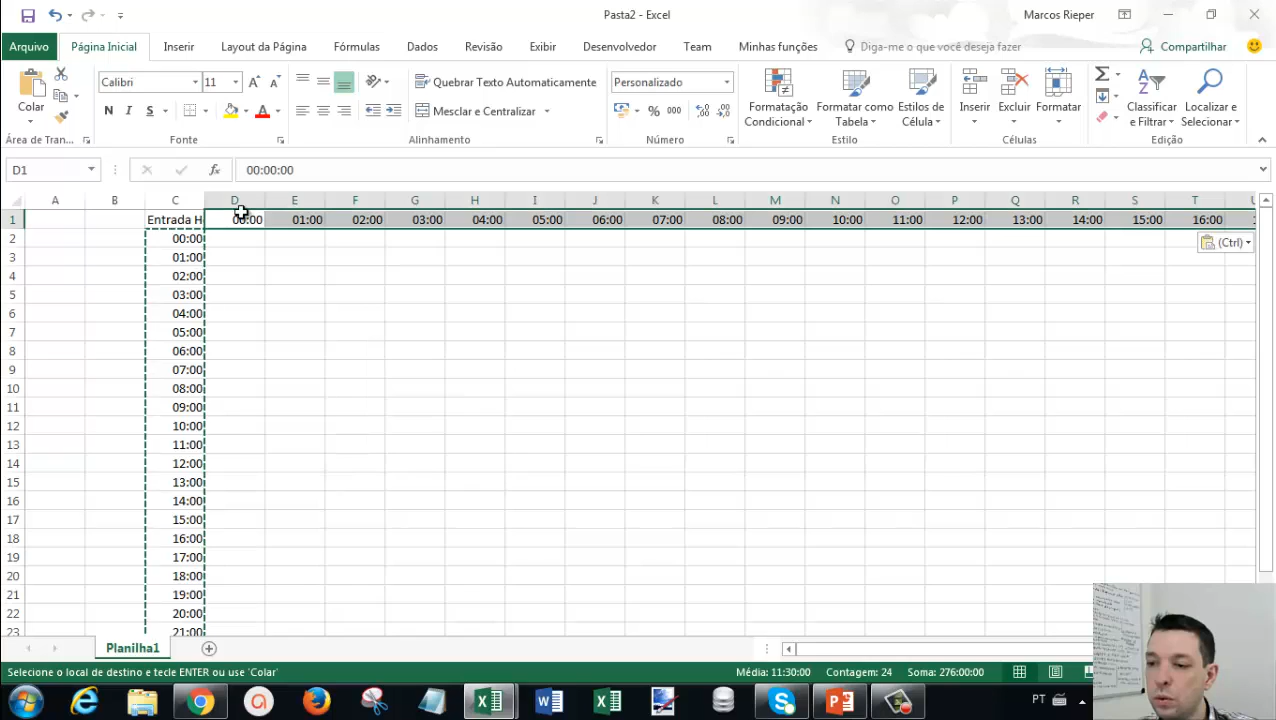 Pasta2 - Excel
Marcos Rieper
Arquivo Página Inicial Inserir Layout da Página Fórmulas Dados Revisão Exibir Desenvolvedor Team Minhas funções Diga-me o que você deseja fazer Compartilhar
Colar
Calibri 11
N I S
Quebrar Texto Automaticamente
Mesclar e Centralizar
Personalizado
% 000
Formatação Condicional
Formatar como Tabela
Estilos de Célula
Inserir
Excluir
Formatar
Classificar e Filtrar
Localizar e Selecionar
Área de Tran... Fonte Alinhamento Número Estilo Células Edição
D1 fx 00:00:00
A B C D E F G H I J K L M N O P Q R S T U
1 Entrada H 00:00 01:00 02:00 03:00 04:00 05:00 06:00 07:00 08:00 09:00 10:00 11:00 12:00 13:00 14:00 15:00 16:00
2 00:00
(Ctrl)
3 01:00
4 02:00
5 03:00
6 04:00
7 05:00
8 06:00
9 07:00
10 08:00
11 09:00
12 10:00
13 11:00
14 12:00
15 13:00
16 14:00
17 15:00
18 16:00
19 17:00
20 18:00
21 19:00
22 20:00
23 21:00
Planilha1
Selecione o local de destino e tecle ENTER ou use 'Colar' Média: 11:30:00 Contagem: 24 Soma: 276:00:00
PT